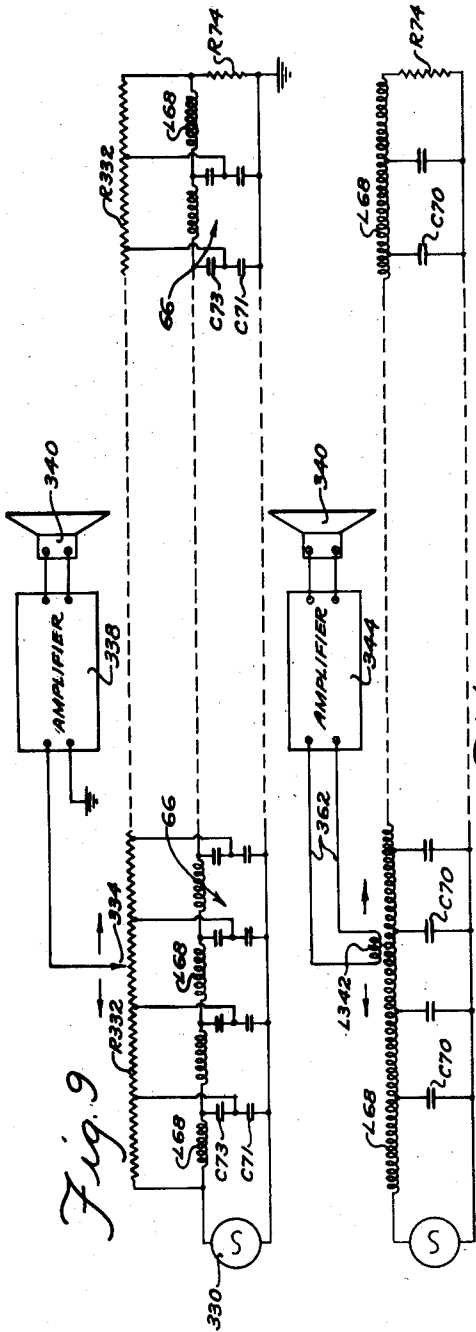 Fig. 9
AMPLIFIER
338
340
R332
334
R332
66
66
L68
L68
L68
C73
C71
C73
C71
R74
S
330
AMPLIFIER
344
340
362
L342
L68
L68
C70
C70
C70
R74
S